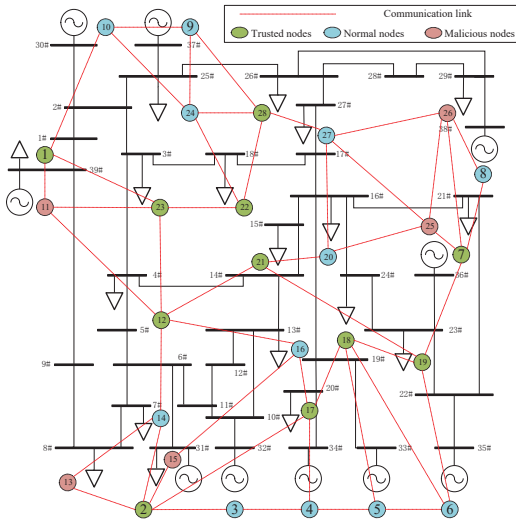 Communication link
Trusted nodes Normal nodes Malicious nodes
10 9
30# 37#
25# 26# 28# 29#
2# 24 28 27#
26
27 38#
1#
1 3# 18# 17#
39# 8
16# 21#
11 23 22
15# 25
21 20 7
4# 14# 24# 36#
12
5# 13# 18 23#
16
6# 19# 19
9# 12#
20# 22#
7# 11# 17
14 10#
8# 31# 32# 34# 33# 35#
15
13
2 3 4 5 6